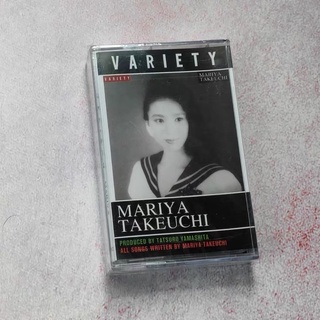 VARIETY
VARIETY
MARIYA
TAKEUCHI
MARIYA
TAKEUCHI
PRODUCED BY TATSURO YAMASHITA
ALL SONGS WRITTEN BY MARIYA TAKEUCHI